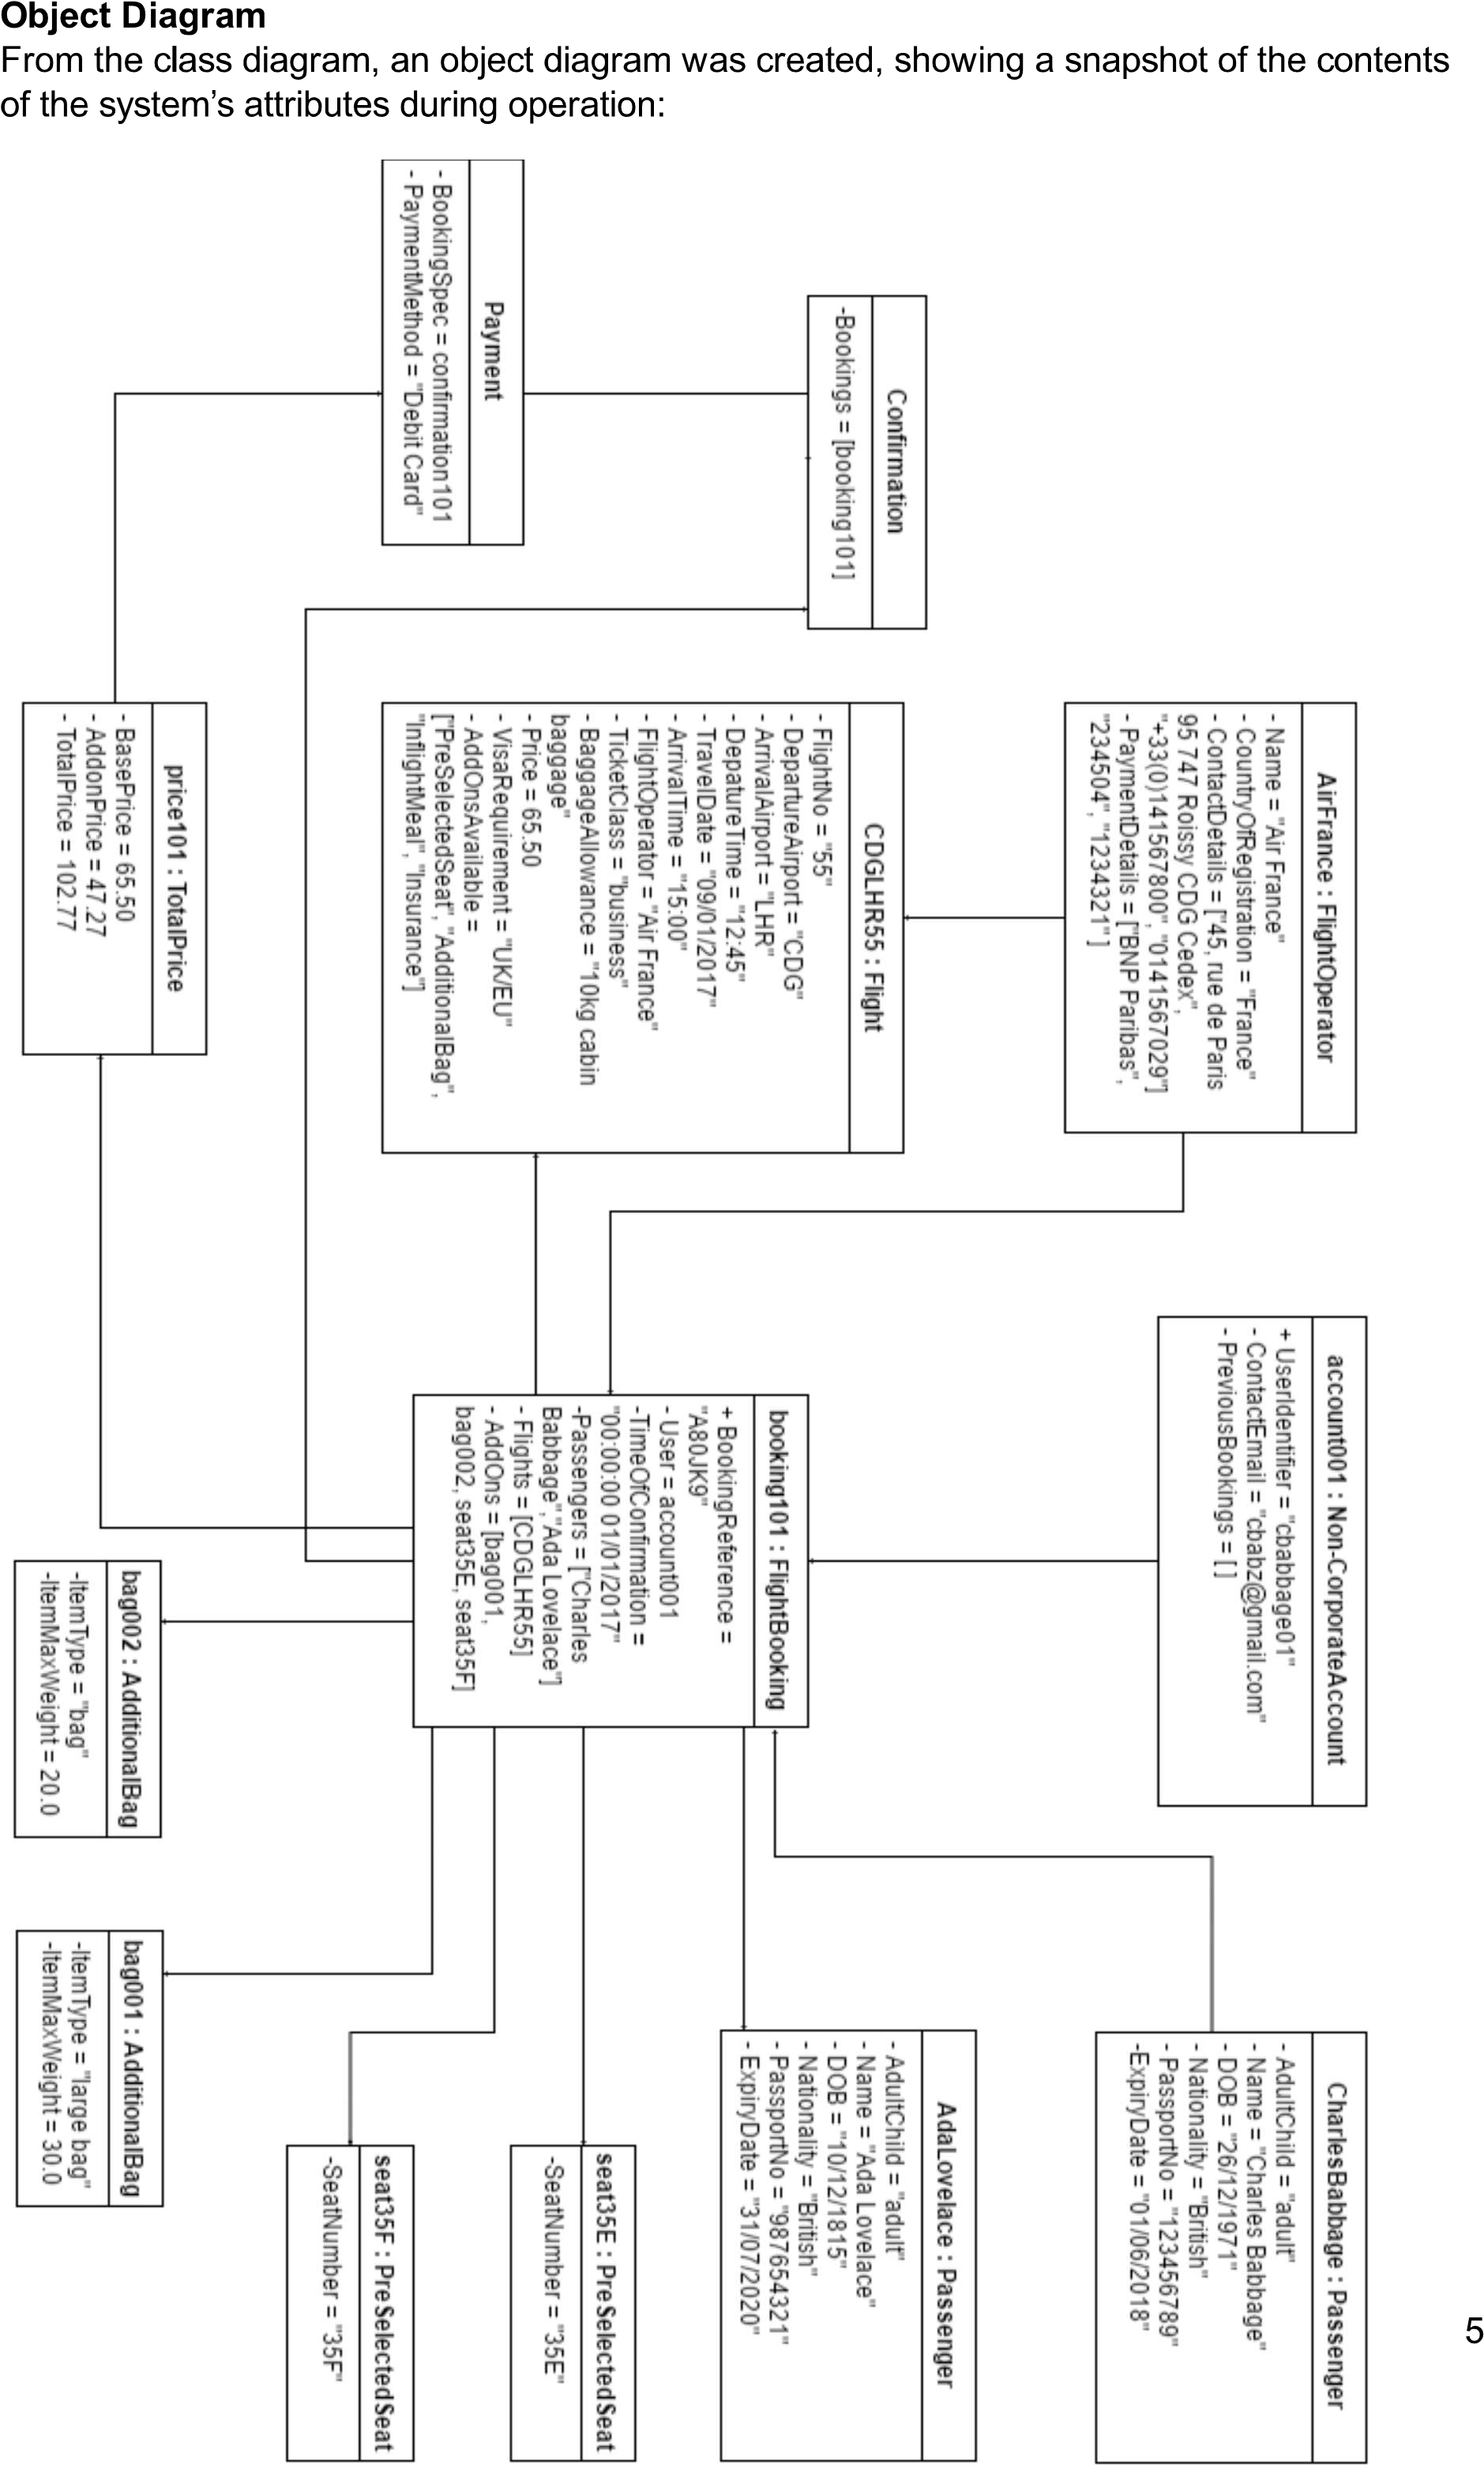 Object Diagram
From the class diagram, an object diagram was created, showing a snapshot of the contents
of the system’s attributes during operation:
Payment
- BookingSpec = confirmation101
- PaymentMethod = "Debit Card"
Confirmation
-Bookings = [booking101]
AirFrance : FlightOperator
- Name = "Air France"
- CountryOfRegistration = "France"
- ContactDetails = ["45, rue de Paris
95 747 Roissy CDG Cedex",
"+33(0)141567800", "0141567029"]
- PaymentDetails = ["BNP Paribas",
"234504", "1234321" ]
CDGLHR55 : Flight
- FlightNo = "55"
- DepartureAirport = "CDG"
- ArrivalAirport = "LHR"
- DepatureTime = "12:45"
- TravelDate = "09/01/2017"
- ArrivalTime = "15:00"
- FlightOperator = "Air France"
- TicketClass = "business"
- BaggageAllowance = "10kg cabin
baggage"
- Price = 65.50
- VisaRequirement = "UK/EU"
- AddOnsAvailable =
["PreSelectedSeat", "AdditionalBag",
"InflightMeal", "Insurance"]
price101 : TotalPrice
- BasePrice = 65.50
- AddonPrice = 47.27
- TotalPrice = 102.77
account001 : Non-CorporateAccount
+ UserIdentifier = "cbabbage01"
- ContactEmail = "cbabz@gmail.com"
- PreviousBookings = [ ]
booking101 : FlightBooking
+ BookingReference =
"A80JK9"
- User = account001
-TimeOfConfirmation =
"00:00:00 01/01/2017"
-Passengers = ["Charles
Babbage","Ada Lovelace"]
- Flights = [CDGLHR55]
- AddOns = [bag001,
bag002, seat35E, seat35F]
bag002 : AdditionalBag
-ItemType = "bag"
-ItemMaxWeight = 20.0
CharlesBabbage : Passenger
- AdultChild = "adult"
- Name = "Charles Babbage"
- DOB = "26/12/1971"
- Nationality = "British"
- PassportNo = "123456789"
-ExpiryDate = "01/06/2018"
AdaLovelace : Passenger
- AdultChild = "adult"
- Name = "Ada Lovelace"
- DOB = "10/12/1815"
- Nationality = "British"
- PassportNo = "987654321"
- ExpiryDate = "31/07/2020"
seat35E : PreSelectedSeat
-SeatNumber = "35E"
seat35F : PreSelectedSeat
-SeatNumber = "35F"
bag001 : AdditionalBag
-ItemType = "large bag"
-ItemMaxWeight = 30.0
5